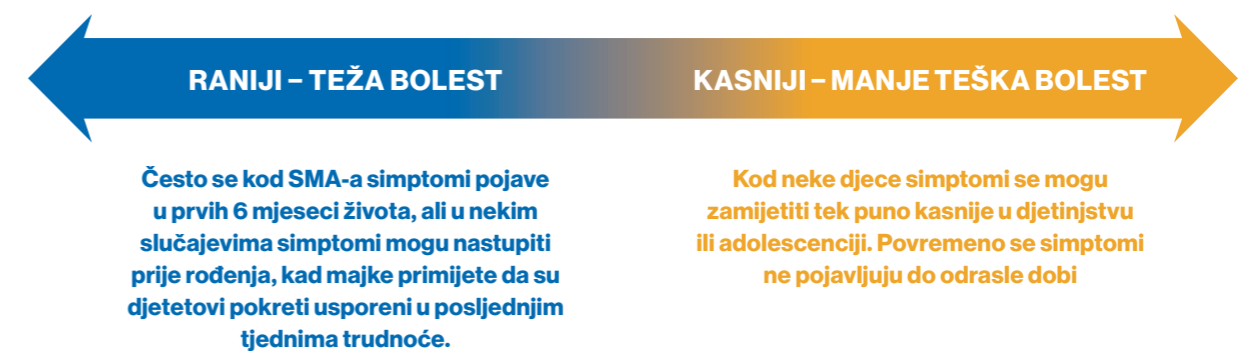 RANIJI – TEŽA BOLEST
KASNIJI – MANJE TEŠKA BOLEST
Često se kod SMA-a simptomi pojave
u prvih 6 mjeseci života, ali u nekim
slučajevima simptomi mogu nastupiti
prije rođenja, kad majke primijete da su
djetetovi pokreti usporeni u posljednjim
tjednima trudnoće.
Kod neke djece simptomi se mogu
zamijetiti tek puno kasnije u djetinjstvu
ili adolescenciji. Povremeno se simptomi
ne pojavljuju do odrasle dobi